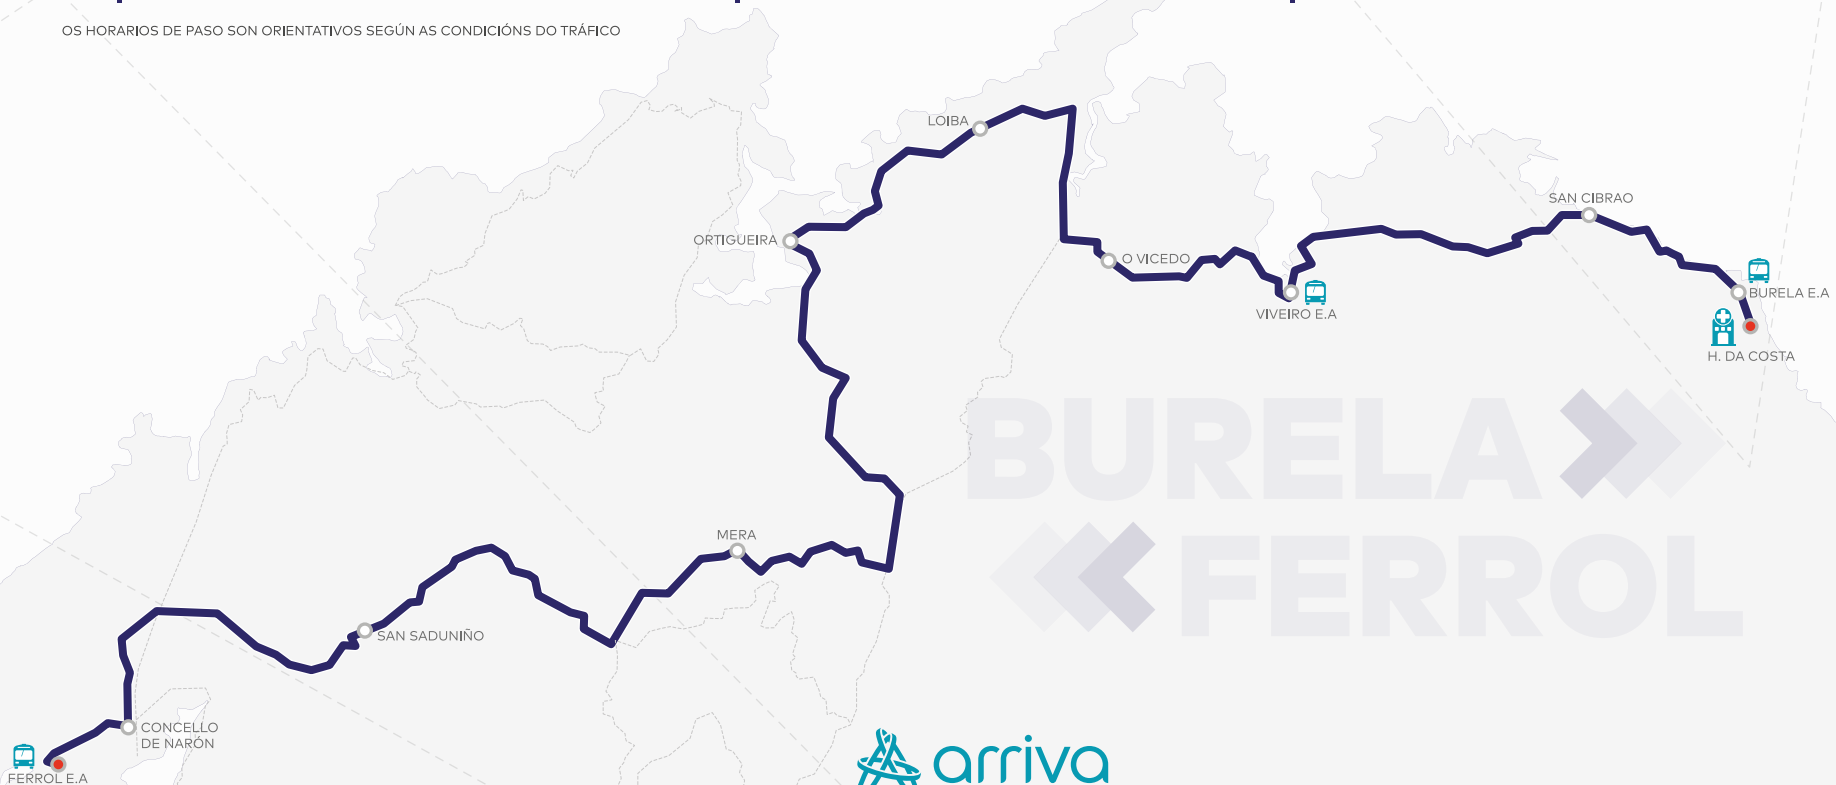 OS HORARIOS DE PASO SON ORIENTATIVOS SEGÚN AS CONDICIÓNS DO TRÁFICO
LOIBA
SAN CIBRAO
ORTIGUEIRA
O VICEDO
BURELA E.A
VIVEIRO E.A
H. DA COSTA
BURELA
FERROL
MERA
SAN SADUNIÑO
CONCELLO
DE NARÓN
FERROL E.A
arriva